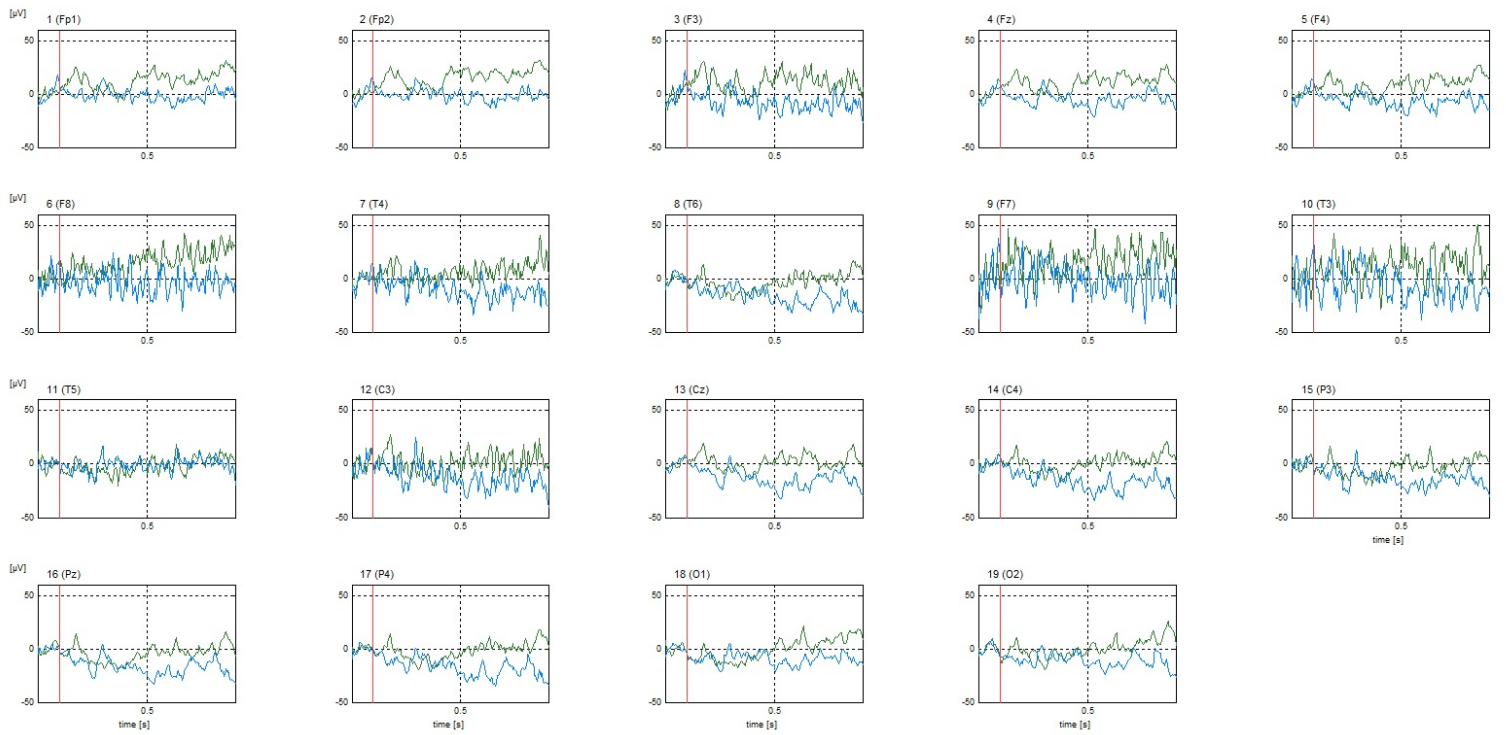 [µV]
1 (Fp1) 2 (Fp2) 3 (F3) 4 (Fz) 5 (F4)
50 50 50 50 50
0 0 0 0 0
-50 -50 -50 -50 -50
0.5 0.5 0.5 0.5 0.5
[µV]
6 (F8) 7 (T4) 8 (T6) 9 (F7) 10 (T3)
50 50 50 50 50
0 0 0 0 0
-50 -50 -50 -50 -50
0.5 0.5 0.5 0.5 0.5
[µV]
11 (T5) 12 (C3) 13 (Cz) 14 (C4) 15 (P3)
50 50 50 50 50
0 0 0 0 0
-50 -50 -50 -50 -50
0.5 0.5 0.5 0.5 0.5
time [s]
[µV]
16 (Pz) 17 (P4) 18 (O1) 19 (O2)
50 50 50 50
0 0 0 0
-50 -50 -50 -50
0.5 0.5 0.5 0.5
time [s] time [s] time [s] time [s]